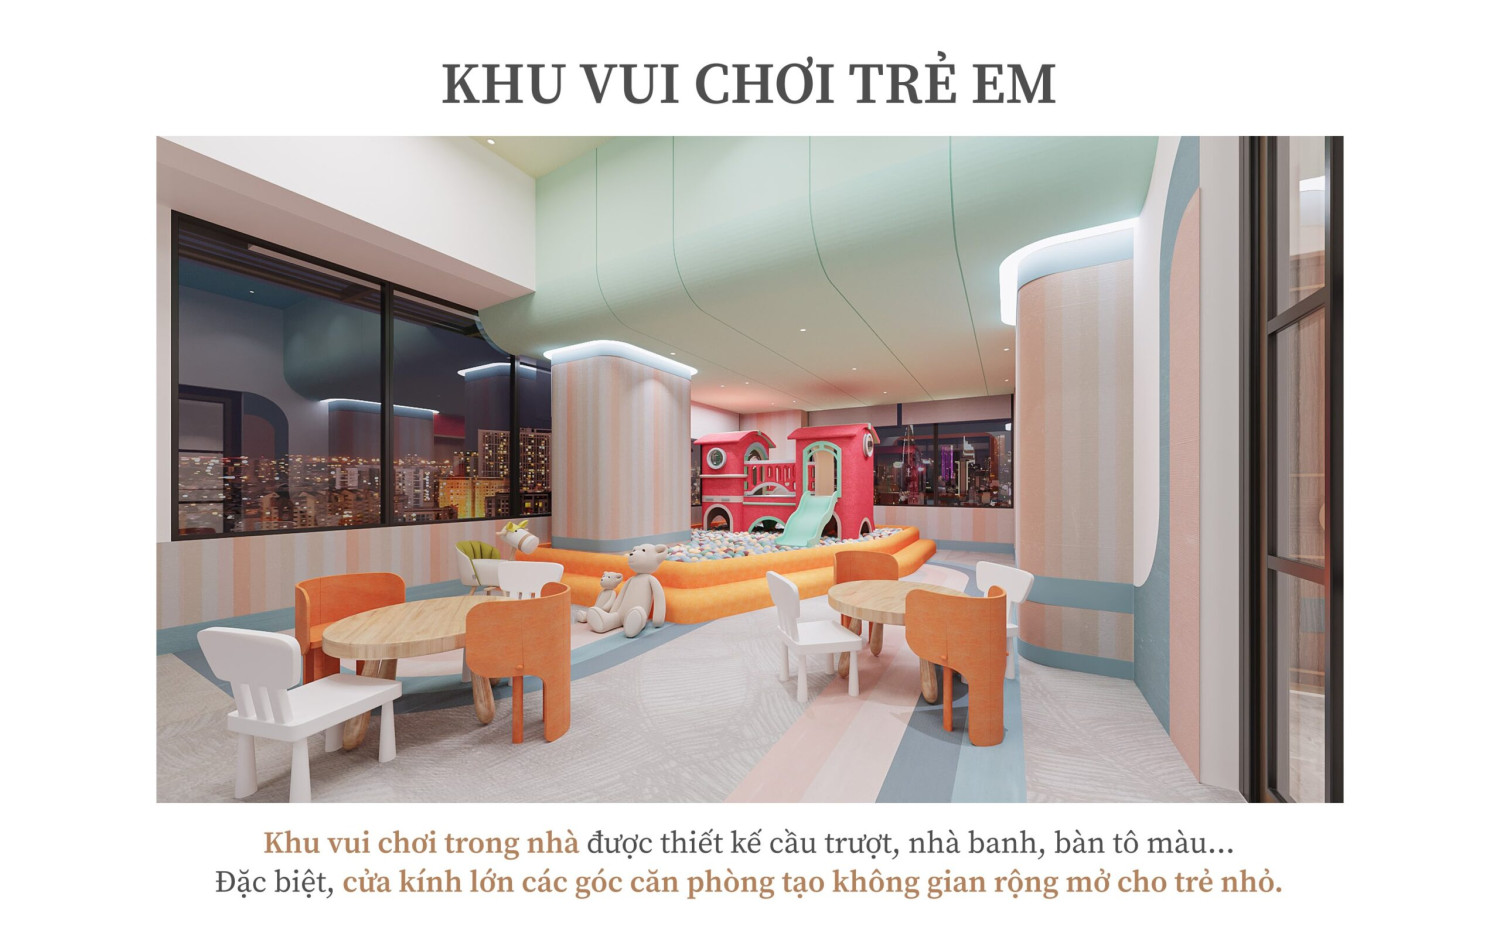 KHU VUI CHƠI TRẺ EM
Khu vui chơi trong nhà được thiết kế cầu trượt, nhà banh, bàn tô màu...
Đặc biệt, cửa kính lớn các góc căn phòng tạo không gian rộng mở cho trẻ nhỏ.